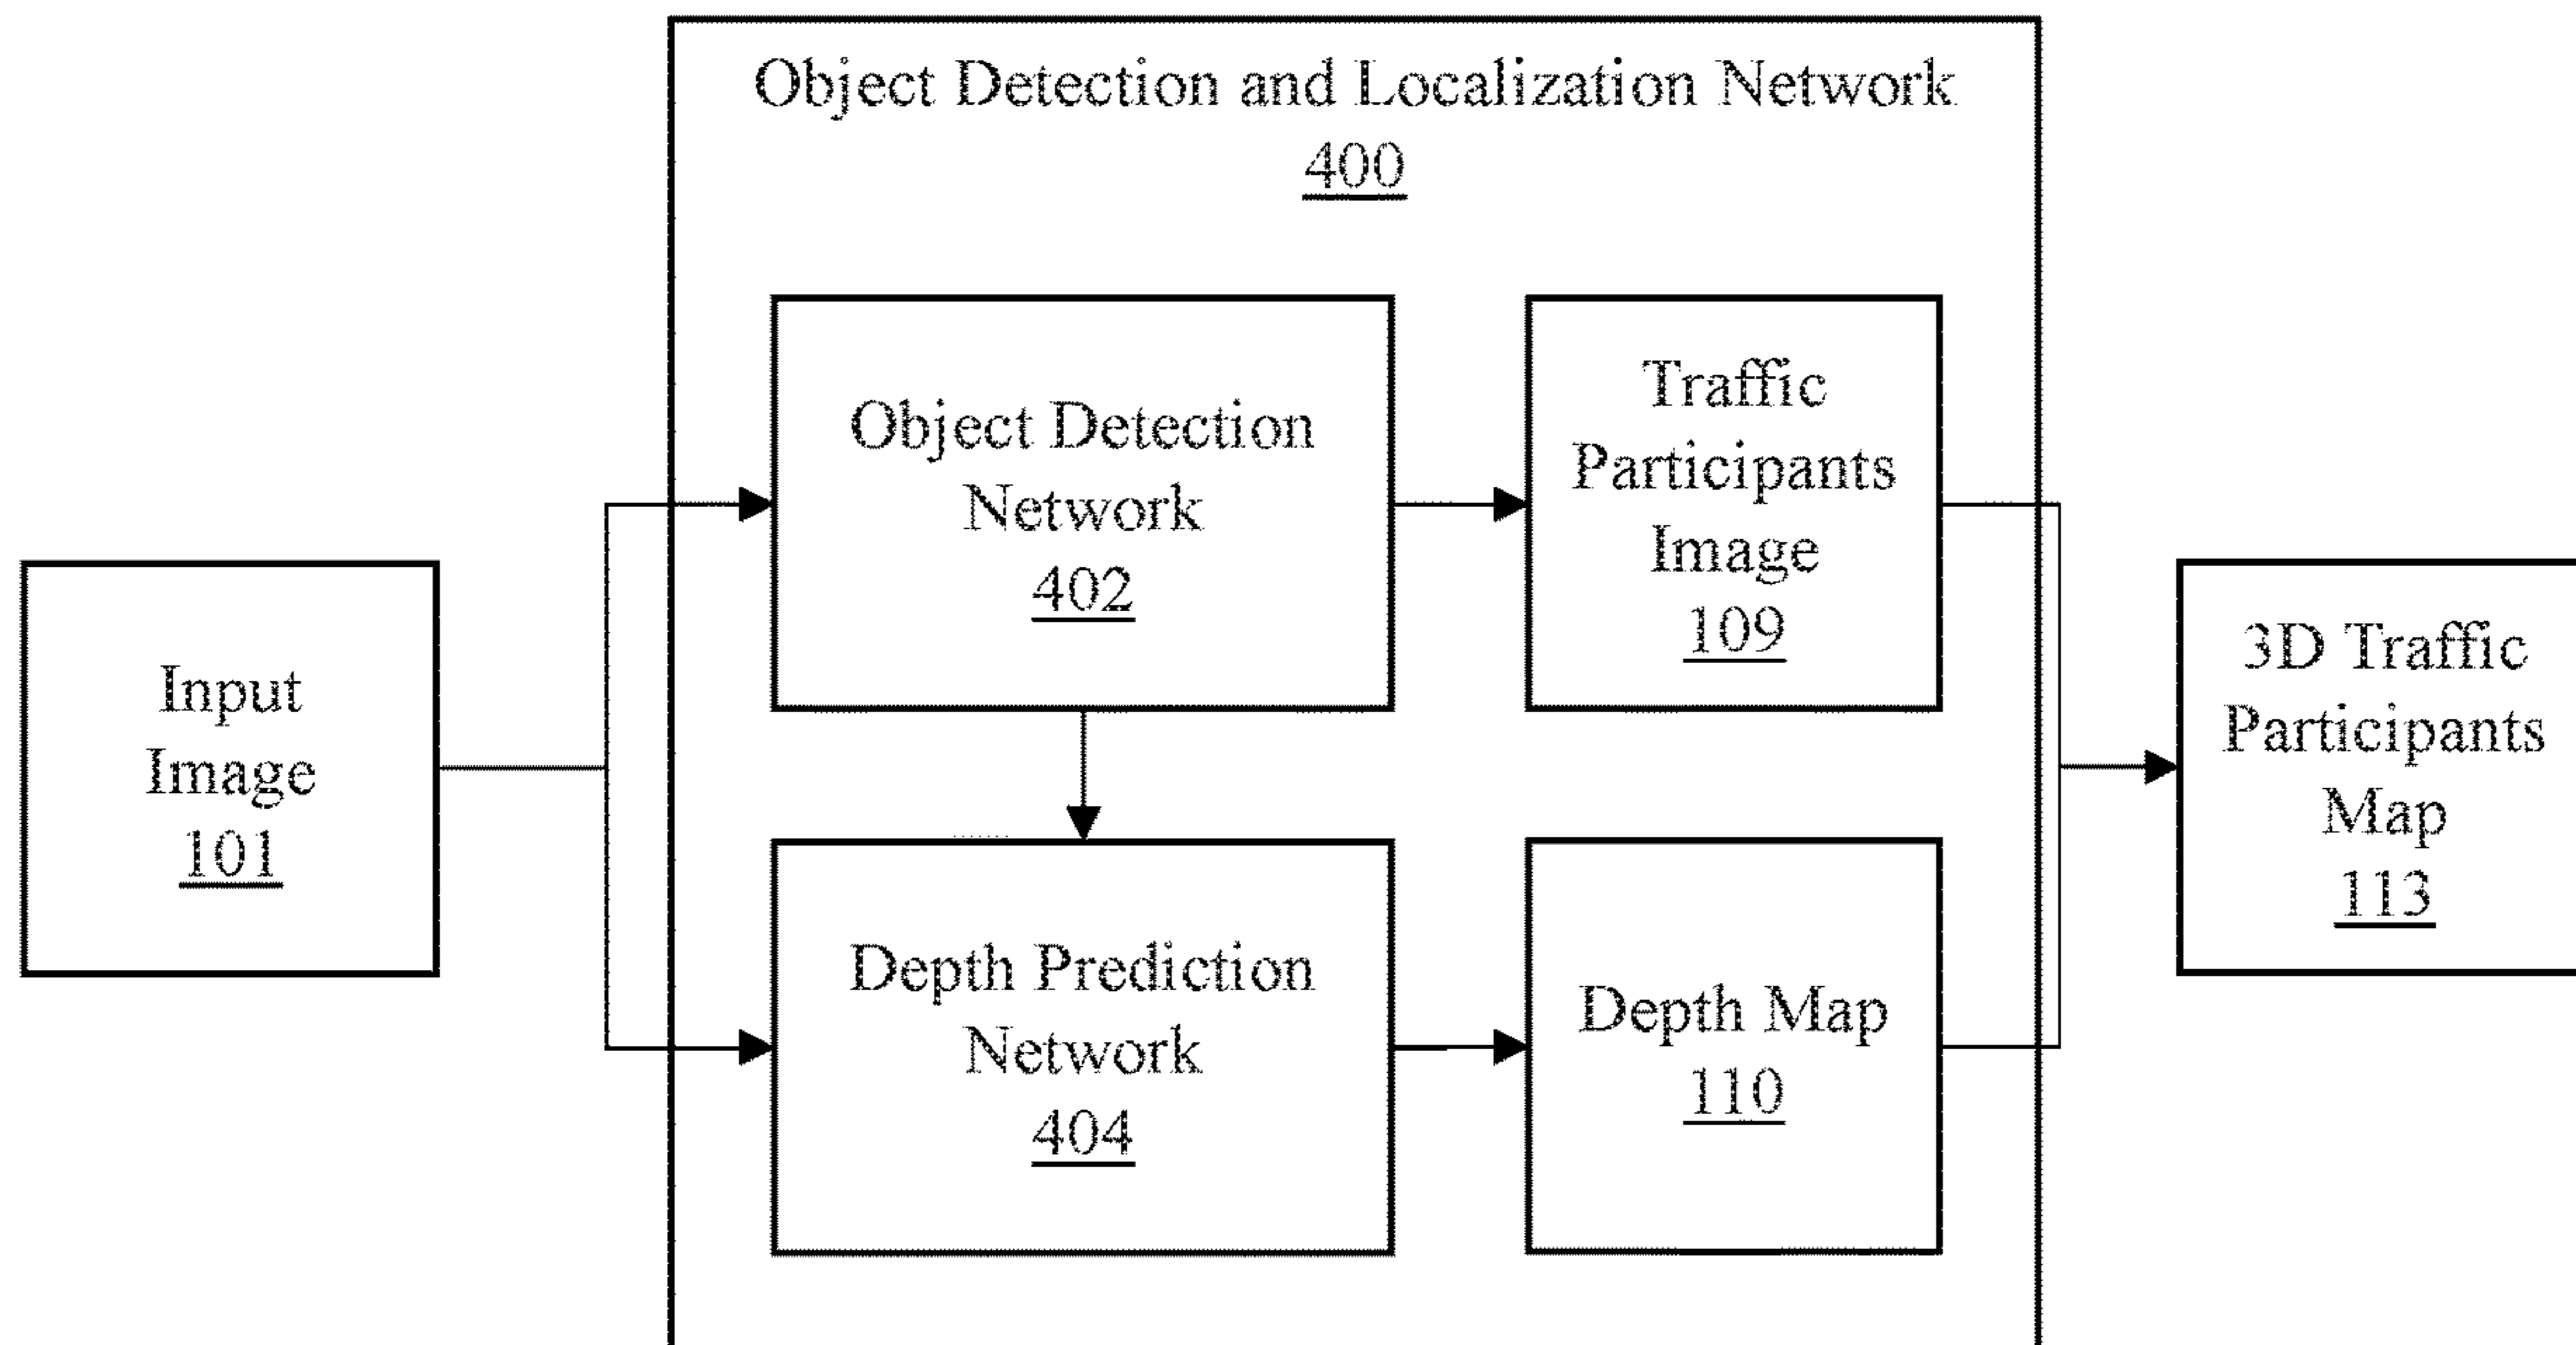 Object Detection and Localization Network
400
Input
Image
101
Object Detection
Network
402
Traffic
Participants
Image
109
Depth Prediction
Network
404
Depth Map
110
3D Traffic
Participants
Map
113